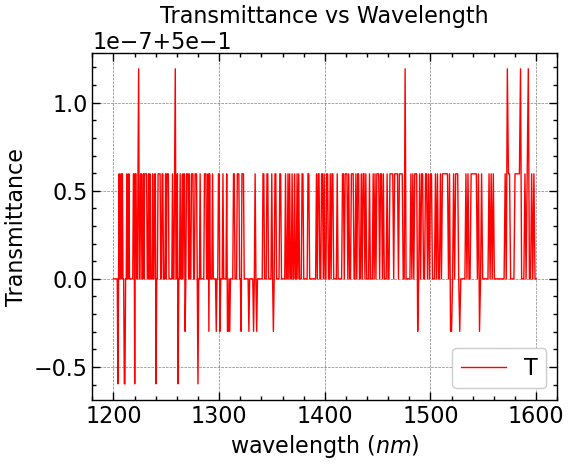 Transmittance vs Wavelength
1e−7+5e−1
1.0
0.5
0.0
−0.5
Transmittance
T
1200 1300 1400 1500 1600
wavelength (nm)